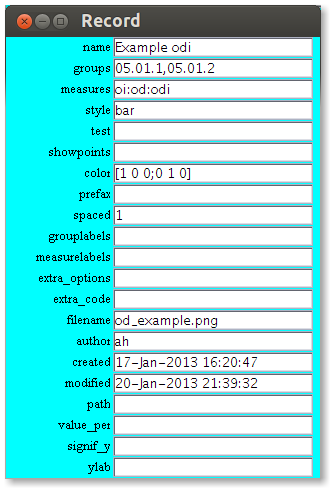 Record
name Example odi
groups 05.01.1,05.01.2
measures oi:od:odi
style bar
test
showpoints
color [1 0 0;0 1 0]
prefax
spaced 1
grouplabels
measurelabels
extra_options
extra_code
filename od_example.png
author ah
created 17-Jan-2013 16:20:47
modified 20-Jan-2013 21:39:32
path
value_per
signif_y
ylab